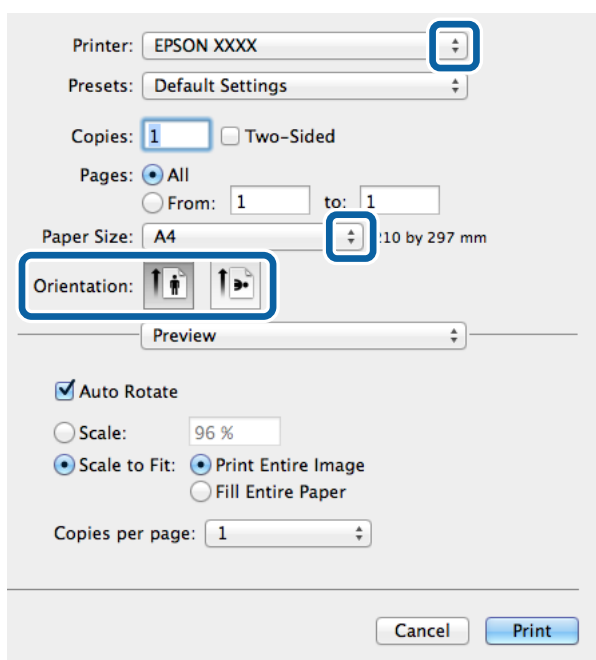 Printer: EPSON XXXX
Presets: Default Settings
Copies: 1 Two-Sided
Pages: All
From: 1 to: 1
Paper Size: A4 10 by 297 mm
Orientation:
Preview
Auto Rotate
Scale: 96 %
Scale to Fit: Print Entire Image
Fill Entire Paper
Copies per page: 1
Cancel Print